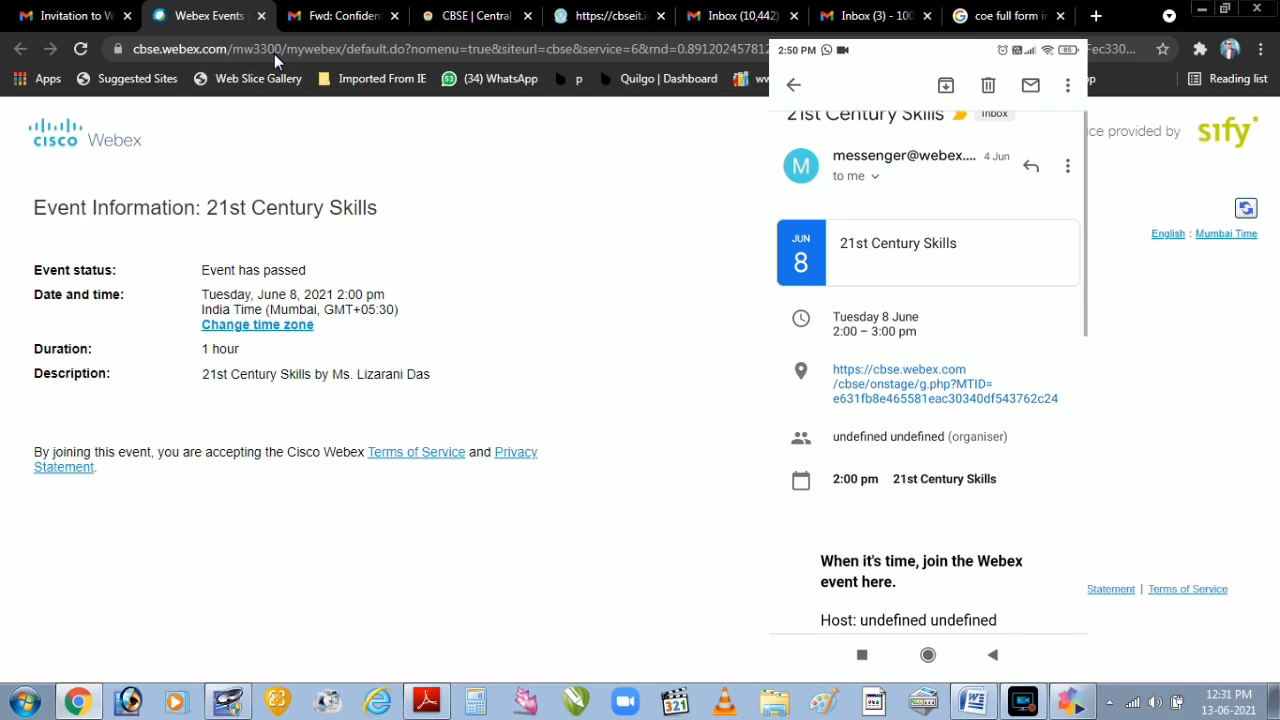 Invitation to W
Webex Events
Fwd: Confident
CBSE | Central
https://cbseit.in
Inbox (10,442)
Inbox (3) - 100
coe full form in
cbse.webex.com/mw3300/mywebex/default.do?nomenu=true&siteurl=cbse&service=6&rnd=0.8912024578
Fec330...
Apps
Suggested Sites
Web Slice Gallery
Imported From IE
(34) WhatsApp
p
Quilgo | Dashboard
Reading list
CISCO Webex
ce provided by
sify
Event Information: 21st Century Skills
English : Mumbai Time
Event status: Event has passed
Date and time: Tuesday, June 8, 2021 2:00 pm
India Time (Mumbai, GMT+05:30)
Change time zone
Duration: 1 hour
Description: 21st Century Skills by Ms. Lizarani Das
By joining this event, you are accepting the Cisco Webex Terms of Service and Privacy
Statement.
Statement | Terms of Service
2:50 PM
85
21st Century Skills
Inbox
messenger@webex....
4 Jun
M
to me
JUN
8
21st Century Skills
Tuesday 8 June
2:00 – 3:00 pm
https://cbse.webex.com
/cbse/onstage/g.php?MTID=
e631fb8e465581eac30340df543762c24
undefined undefined (organiser)
2:00 pm 21st Century Skills
When it's time, join the Webex
event here.
Host: undefined undefined
321
12:31 PM
13-06-2021